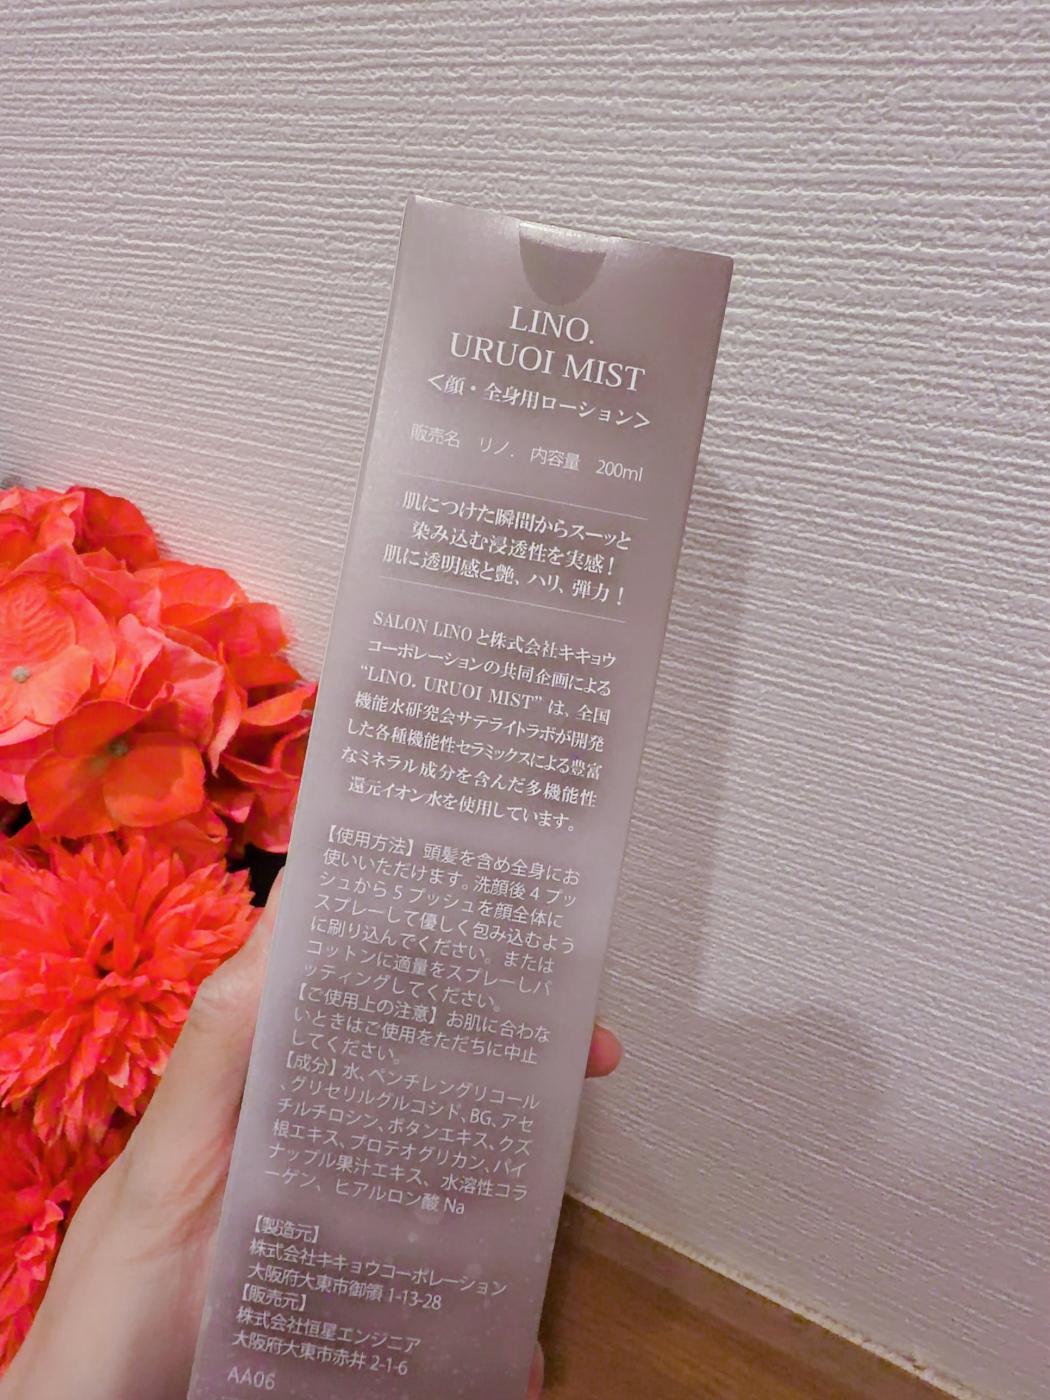 LINO.
URUOI MIST
＜顔・全身用ローション＞
販売名　リノ.　内容量　200ml
肌につけた瞬間からスーッと
染み込む浸透性を実感！
肌に透明感と艶、ハリ、弾力！
SALON LINOと株式会社キキョウ
コーポレーションの共同企画による
“LINO. URUOI MIST”は、全国
機能水研究会サテライトラボが開発
した各種機能性セラミックスによる豊富
なミネラル成分を含んだ多機能性
還元イオン水を使用しています。
【使用方法】頭髪を含め全身にお
使いいただけます。洗顔後4プッ
シュから5プッシュを顔全体に
スプレーして優しく包み込むよう
に刷り込んでください。または
コットンに適量をスプレーしパ
ッティングしてください。
【ご使用上の注意】お肌に合わな
いときはご使用をただちに中止
してください。
【成分】水、ペンチレングリコール
、グリセリルグルコシド、BG、アセ
チルチロシン、ボタンエキス、クズ
根エキス、プロテオグリカン、パイ
ナップル果汁エキス、水溶性コラ
ーゲン、ヒアルロン酸Na
【製造元】
株式会社キキョウコーポレーション
大阪府大東市御領1-13-28
【販売元】
株式会社恒星エンジニア
大阪府大東市赤井2-1-6
AA06